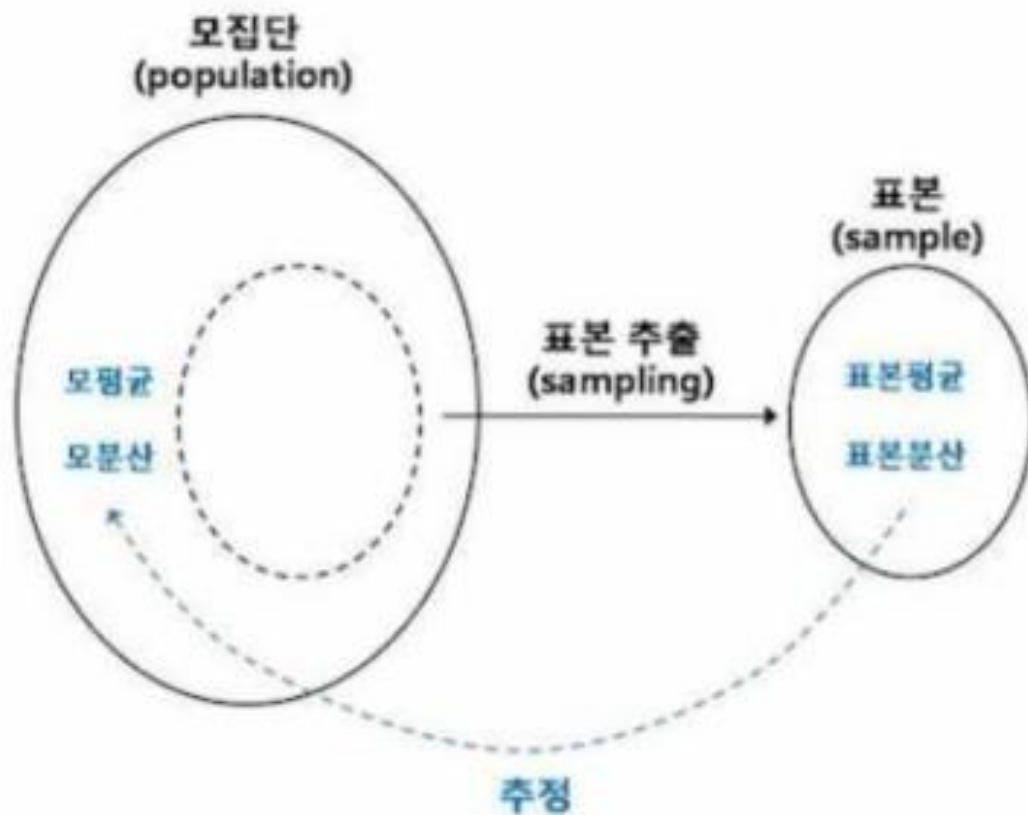 모집단
(population)
표본
(sample)
표본 추출
(sampling)
모평균
모분산
표본평균
표본분산
추정